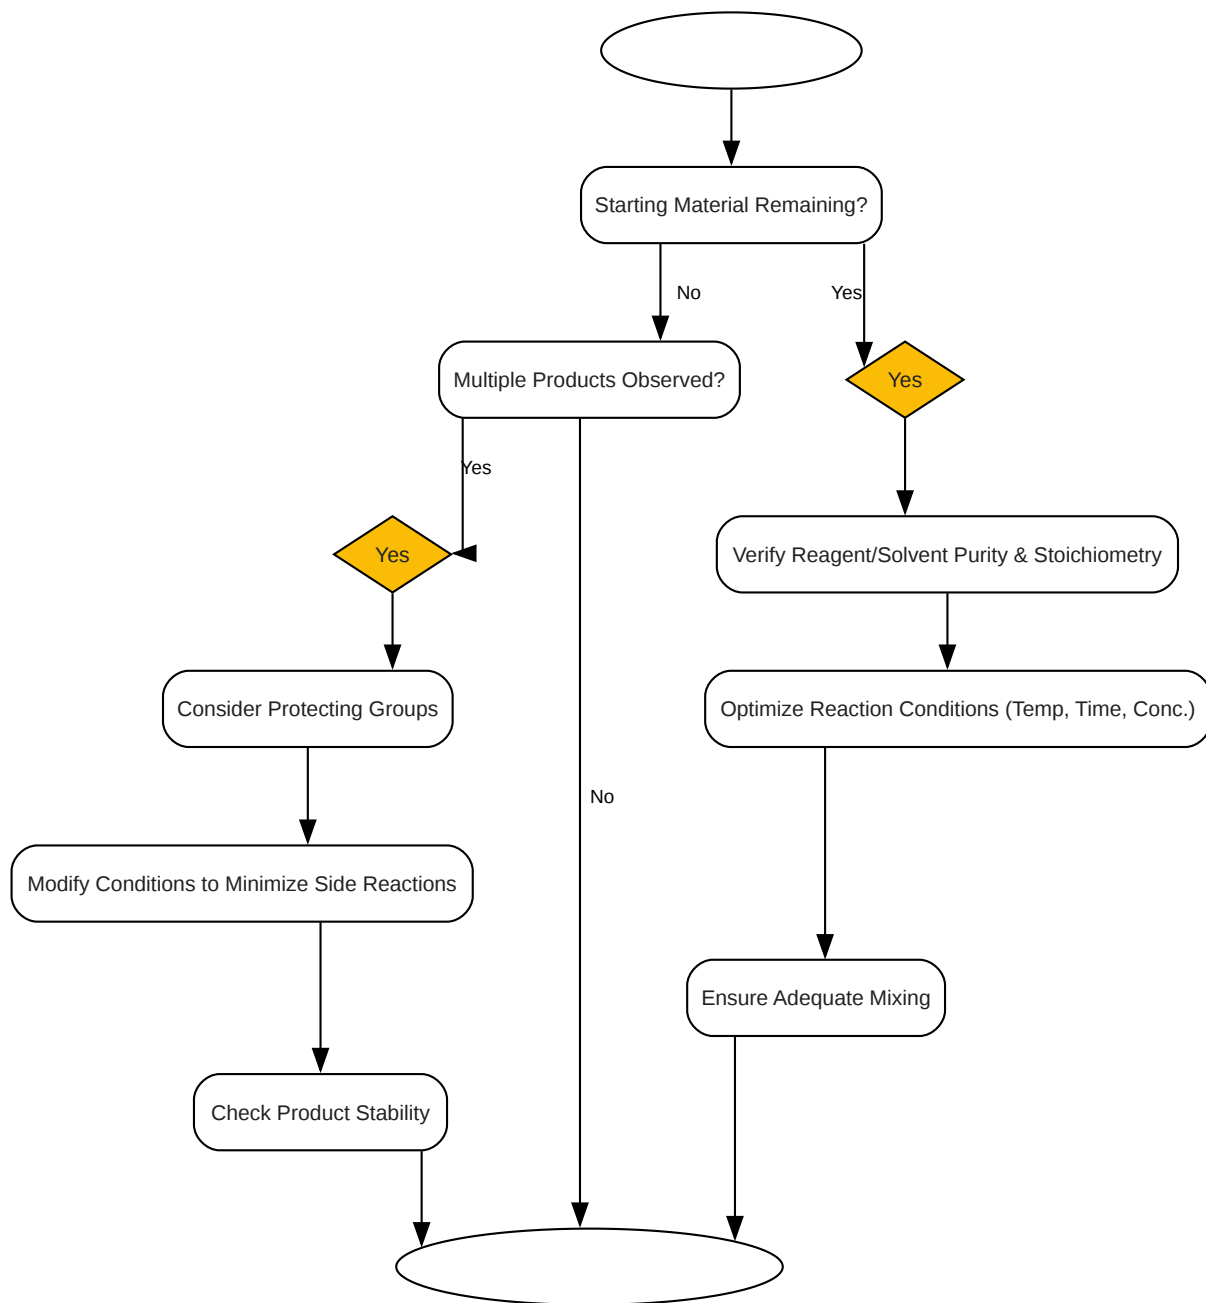 Starting Material Remaining?
No
Yes
Multiple Products Observed?
Yes
Yes
Yes
Verify Reagent/Solvent Purity & Stoichiometry
Consider Protecting Groups
Optimize Reaction Conditions (Temp, Time, Conc.)
No
Modify Conditions to Minimize Side Reactions
Ensure Adequate Mixing
Check Product Stability